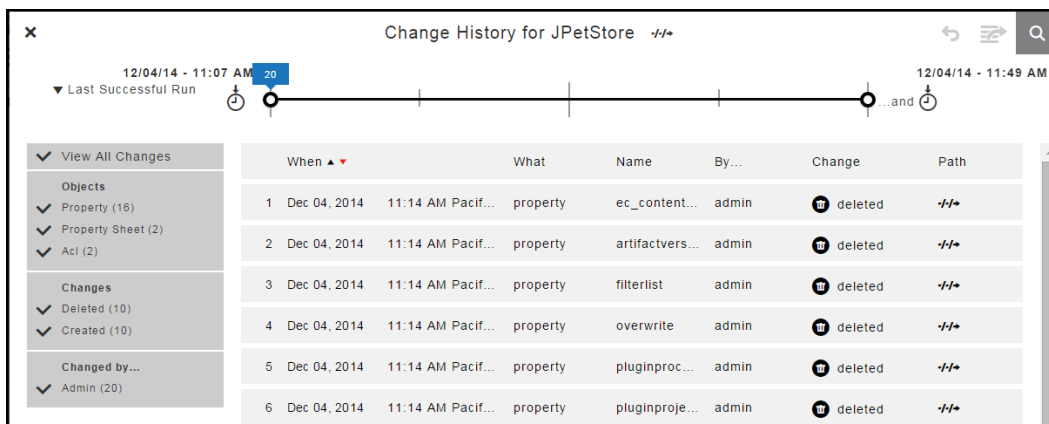 Change History for JPetStore
12/04/14 - 11:07 AM
20
12/04/14 - 11:49 AM
Last Successful Run
...and
View All Changes
Objects
Property (16)
Property Sheet (2)
Acl (2)
Changes
Deleted (10)
Created (10)
Changed by...
Admin (20)
When What Name By... Change Path
1 Dec 04, 2014 11:14 AM Pacif... property ec_content... admin deleted
2 Dec 04, 2014 11:14 AM Pacif... property artifactvers... admin deleted
3 Dec 04, 2014 11:14 AM Pacif... property filterlist admin deleted
4 Dec 04, 2014 11:14 AM Pacif... property overwrite admin deleted
5 Dec 04, 2014 11:14 AM Pacif... property pluginproc... admin deleted
6 Dec 04, 2014 11:14 AM Pacif... property pluginproje... admin deleted